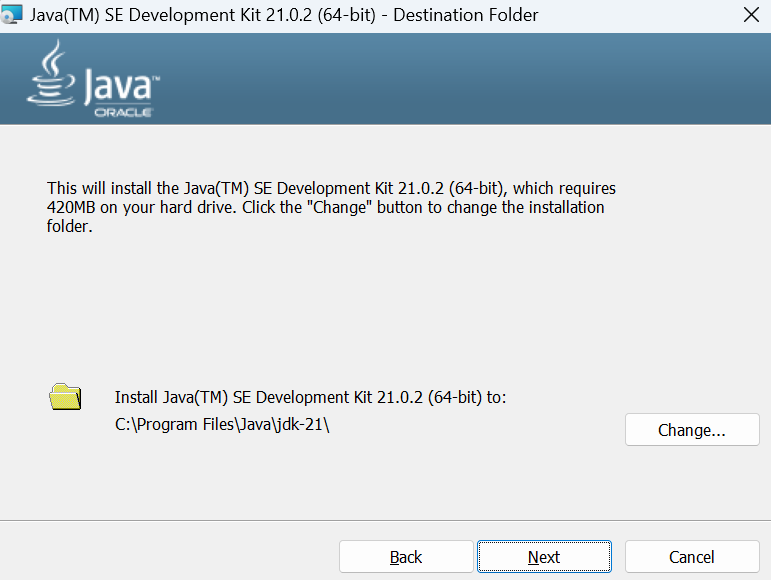 Java(TM) SE Development Kit 21.0.2 (64-bit) - Destination Folder
Java™
ORACLE
This will install the Java(TM) SE Development Kit 21.0.2 (64-bit), which requires
420MB on your hard drive. Click the "Change" button to change the installation
folder.
Install Java(TM) SE Development Kit 21.0.2 (64-bit) to:
C:\Program Files\Java\jdk-21\
Change...
Back
Next
Cancel